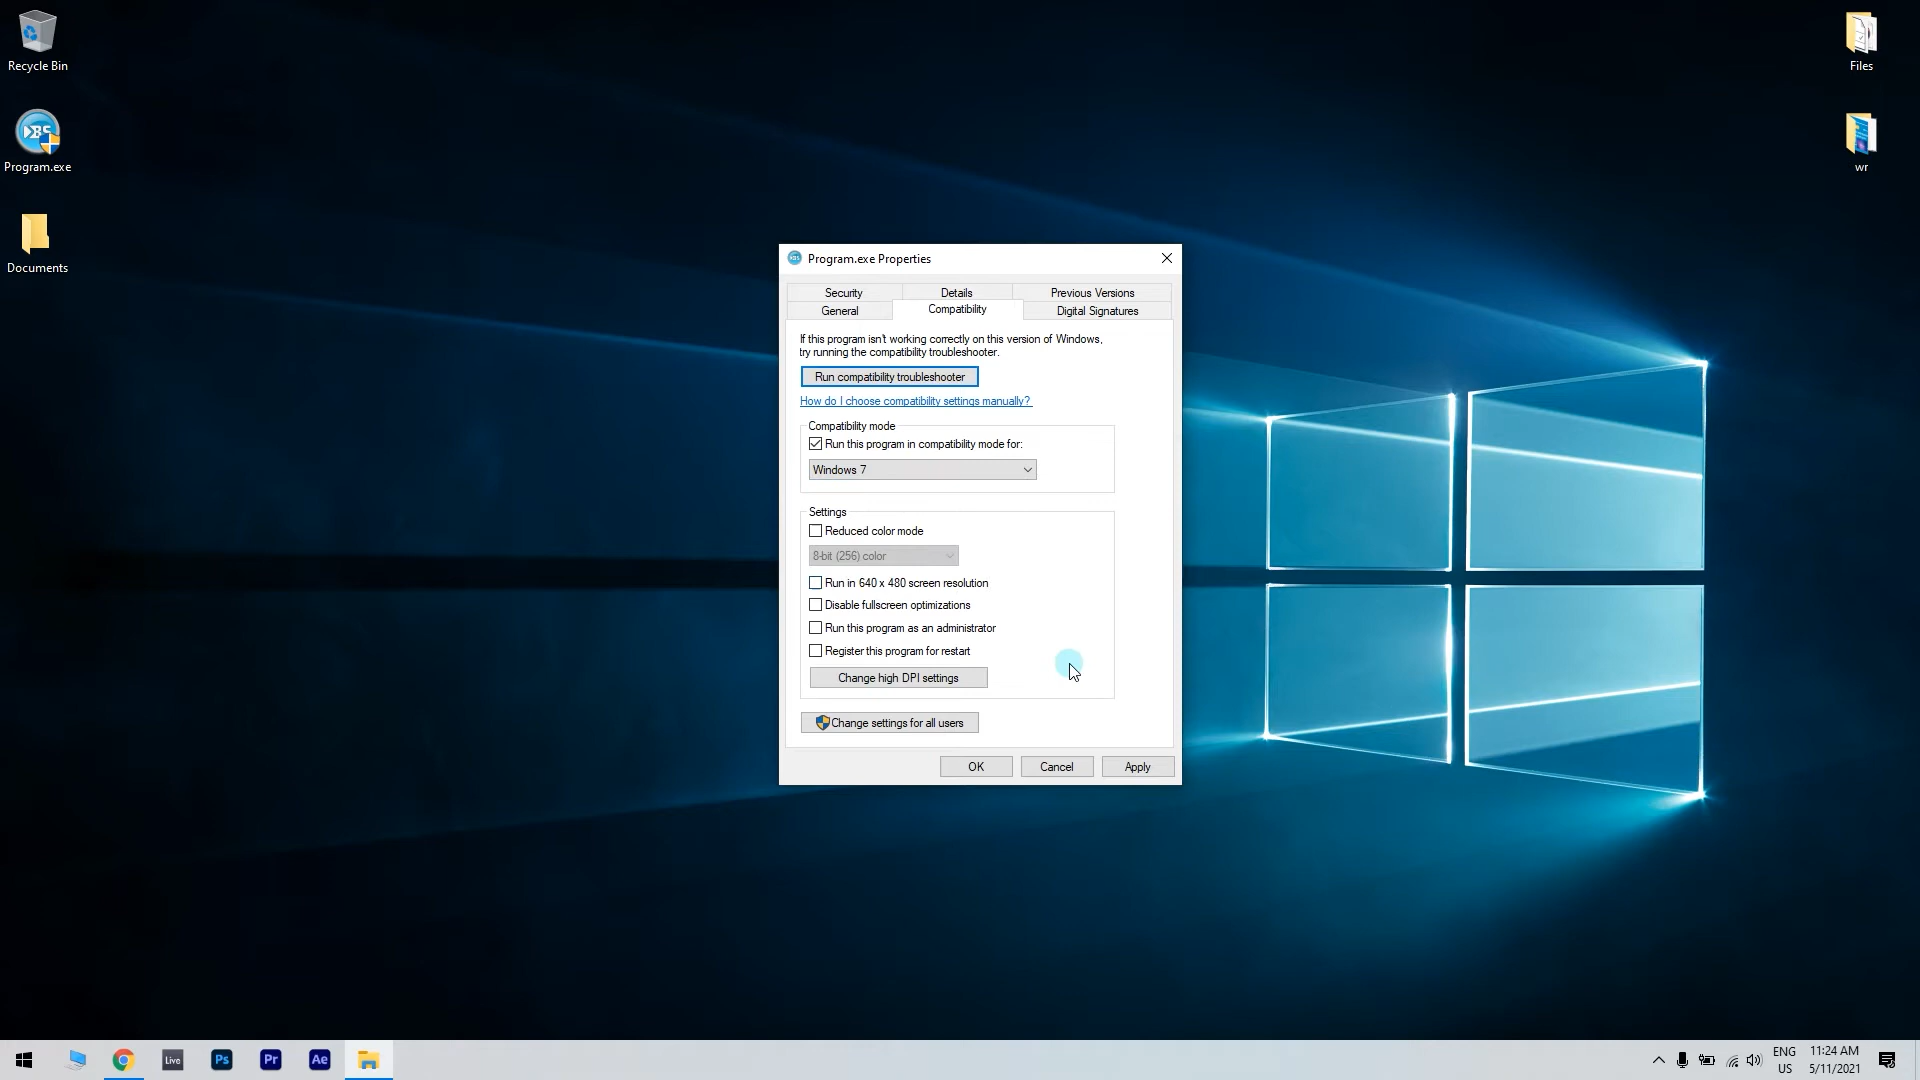 Recycle Bin
Program.exe
Documents
Files
wr
Program.exe Properties
Security
Details
Previous Versions
General
Compatibility
Digital Signatures
If this program isn't working correctly on this version of Windows,
try running the compatibility troubleshooter.
Run compatibility troubleshooter
How do I choose compatibility settings manually?
Compatibility mode
Run this program in compatibility mode for:
Windows 7
Settings
Reduced color mode
8-bit (256) color
Run in 640 x 480 screen resolution
Disable fullscreen optimizations
Run this program as an administrator
Register this program for restart
Change high DPI settings
Change settings for all users
OK
Cancel
Apply
Live
Ps
Pr
Ae
ENG
US
11:24 AM
5/11/2021